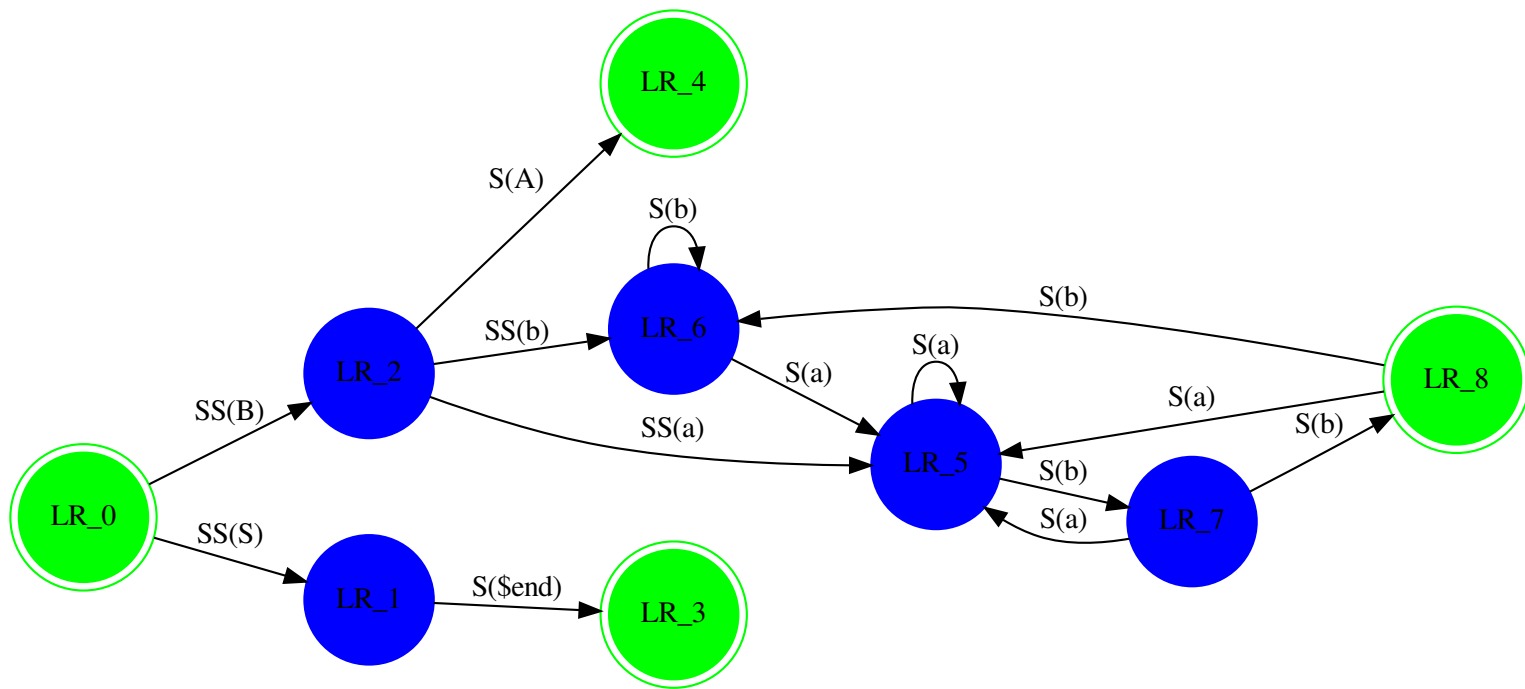 LR_4
S(A)
S(b)
LR_6
S(b)
SS(b)
LR_2
S(a)
S(a)
LR_8
S(a)
SS(B)
SS(a)
S(b)
LR_5
S(b)
LR_0
SS(S)
S(a)
LR_7
S($end)
LR_1
LR_3